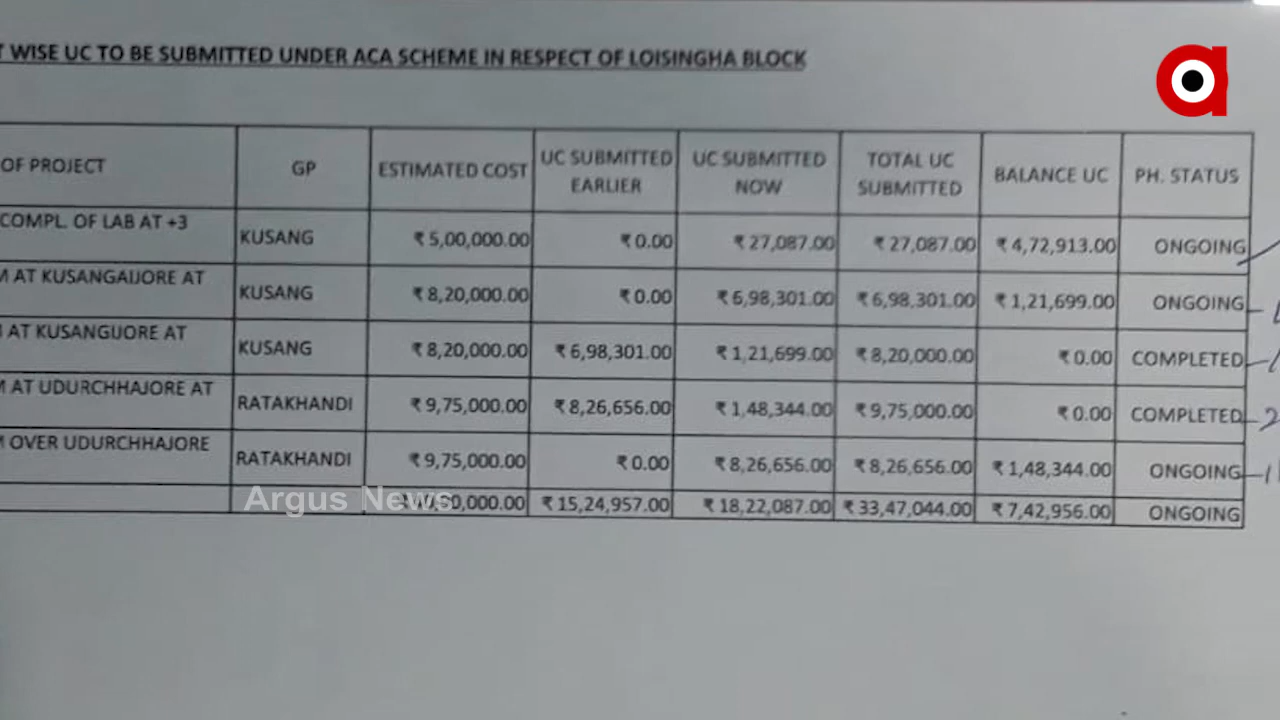 WISE UC TO BE SUBMITTED UNDER ACA SCHEME IN RESPECT OF LOISINGHA BLOCK
OF PROJECT GP ESTIMATED COST UC SUBMITTED EARLIER UC SUBMITTED NOW TOTAL UC SUBMITTED BALANCE UC PH. STATUS
COMPL. OF LAB AT +3 KUSANG ₹ 5,00,000.00 ₹ 0.00 ₹ 27,087.00 ₹ 27,087.00 ₹ 4,72,913.00 ONGOING
AT KUSANGAIJORE AT KUSANG ₹ 8,20,000.00 ₹ 0.00 ₹ 6,98,301.00 ₹ 6,98,301.00 ₹ 1,21,699.00 ONGOING
AT KUSANGIJORE AT KUSANG ₹ 8,20,000.00 ₹ 6,98,301.00 ₹ 1,21,699.00 ₹ 8,20,000.00 ₹ 0.00 COMPLETED
AT UDURCHHAJORE AT RATAKHANDI ₹ 9,75,000.00 ₹ 8,26,656.00 ₹ 1,48,344.00 ₹ 9,75,000.00 ₹ 0.00 COMPLETED
OVER UDURCHHAJORE RATAKHANDI ₹ 9,75,000.00 ₹ 0.00 ₹ 8,26,656.00 ₹ 8,26,656.00 ₹ 1,48,344.00 ONGOING
₹ 15,24,957.00 ₹ 18,22,087.00 ₹ 33,47,044.00 ₹ 7,42,956.00 ONGOING
Argus News